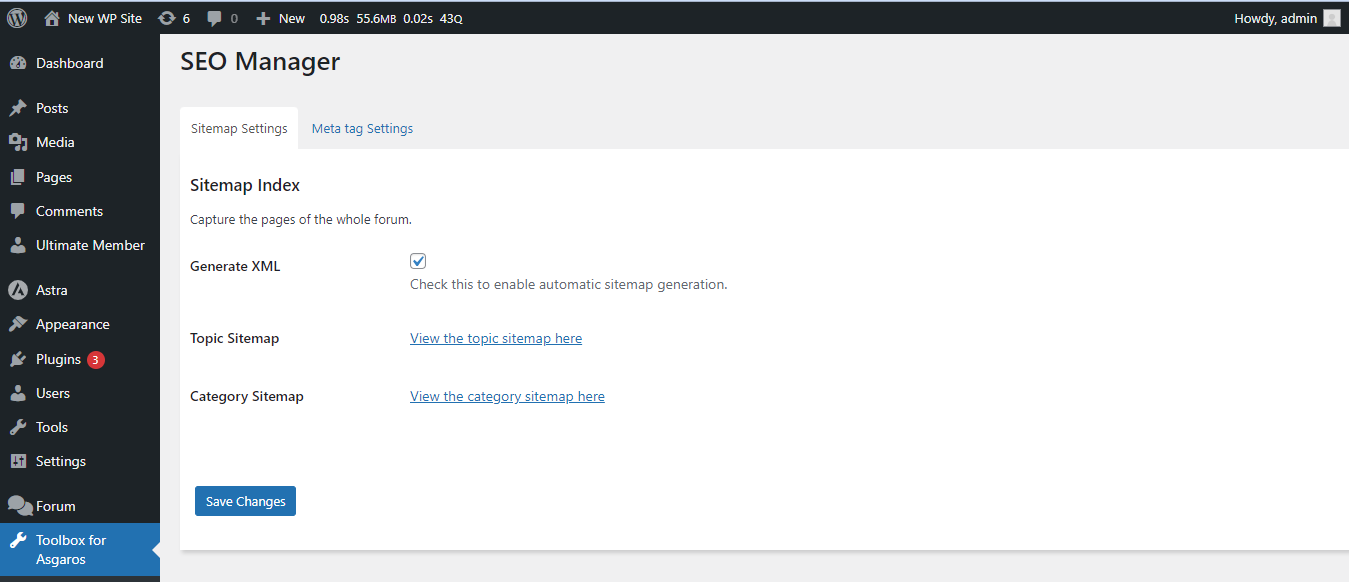 New WP Site 6 0 New 0.98s 55.6MB 0.02s 43Q Howdy, admin
Dashboard
Posts
Media
Pages
Comments
Ultimate Member
Astra
Appearance
Plugins 3
Users
Tools
Settings
Forum
Toolbox for
Asgaros
SEO Manager
Sitemap Settings Meta tag Settings
Sitemap Index
Capture the pages of the whole forum.
Generate XML
Check this to enable automatic sitemap generation.
Topic Sitemap View the topic sitemap here
Category Sitemap View the category sitemap here
Save Changes